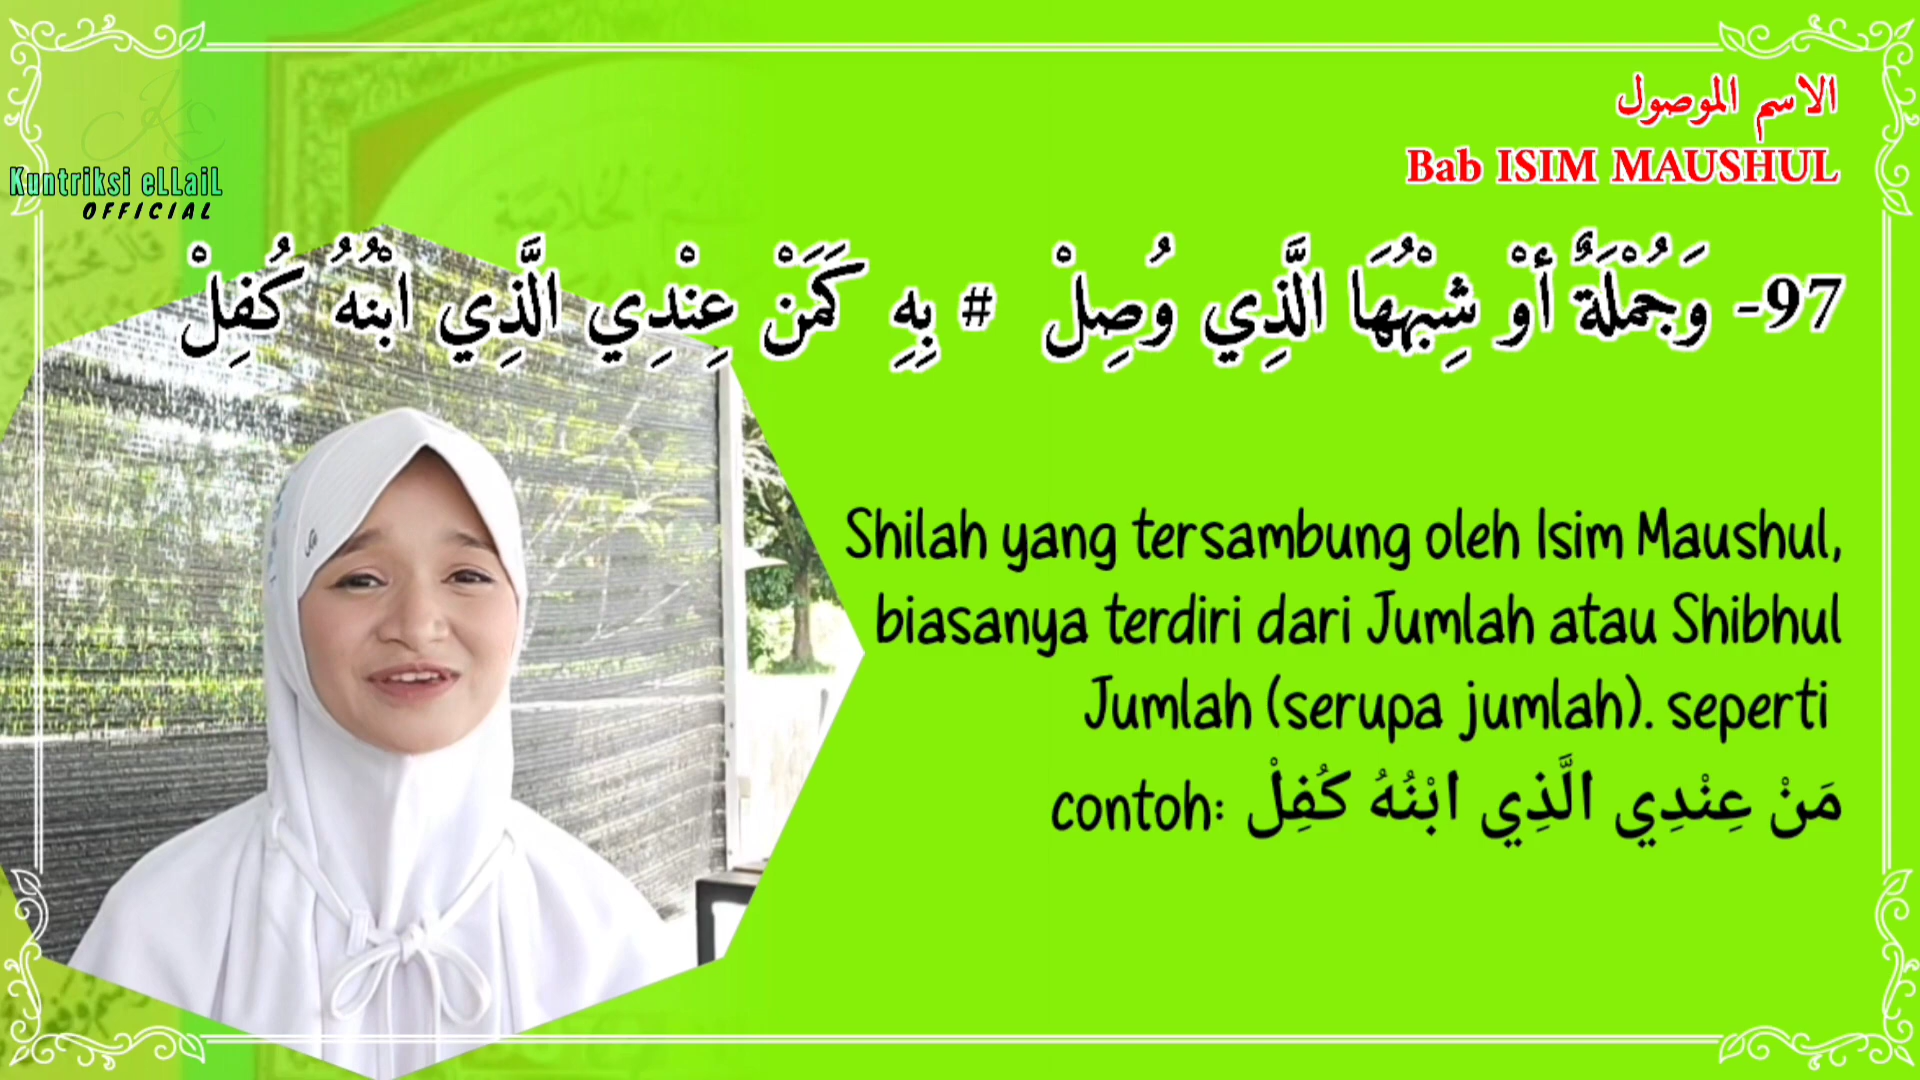 الاسم الموصول
Bab ISIM MAUSHUL
Kuntriksi eLLaiL
OFFICIAL
97- وَجُمْلَةٌ أوْ شِبْهُهَا الَّذِي وُصِلْ # بِهِ كَمَنْ عِنْدِي الَّذِي ابْنُهُ كُفِلْ
Shilah yang tersambung oleh Isim Maushul,
biasanya terdiri dari Jumlah atau Shibhul
Jumlah (serupa jumlah). seperti
contoh: مَنْ عِنْدِي الَّذِي ابْنُهُ كُفِلْ